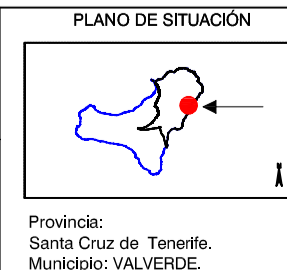 PLANO DE SITUACIÓN
Provincia:
Santa Cruz de Tenerife.
Municipio: VALVERDE.